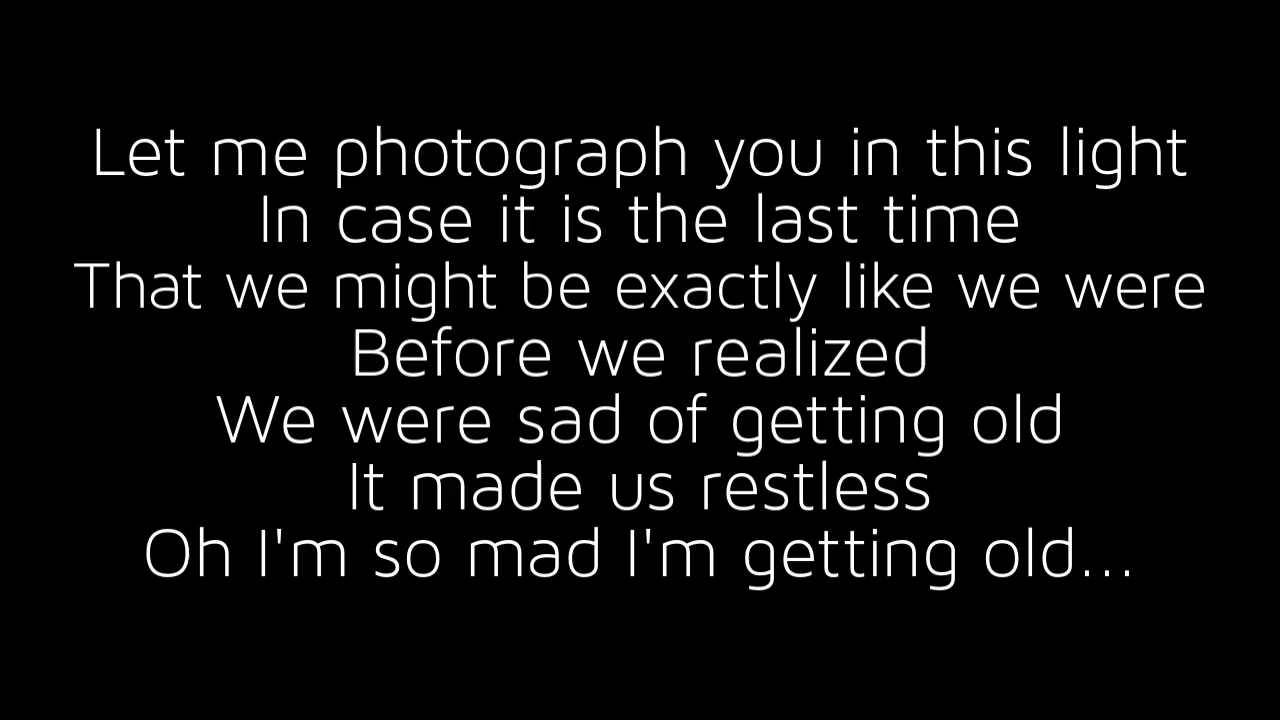 Let me photograph you in this light
In case it is the last time
That we might be exactly like we were
Before we realized
We were sad of getting old
It made us restless
Oh I'm so mad I'm getting old...